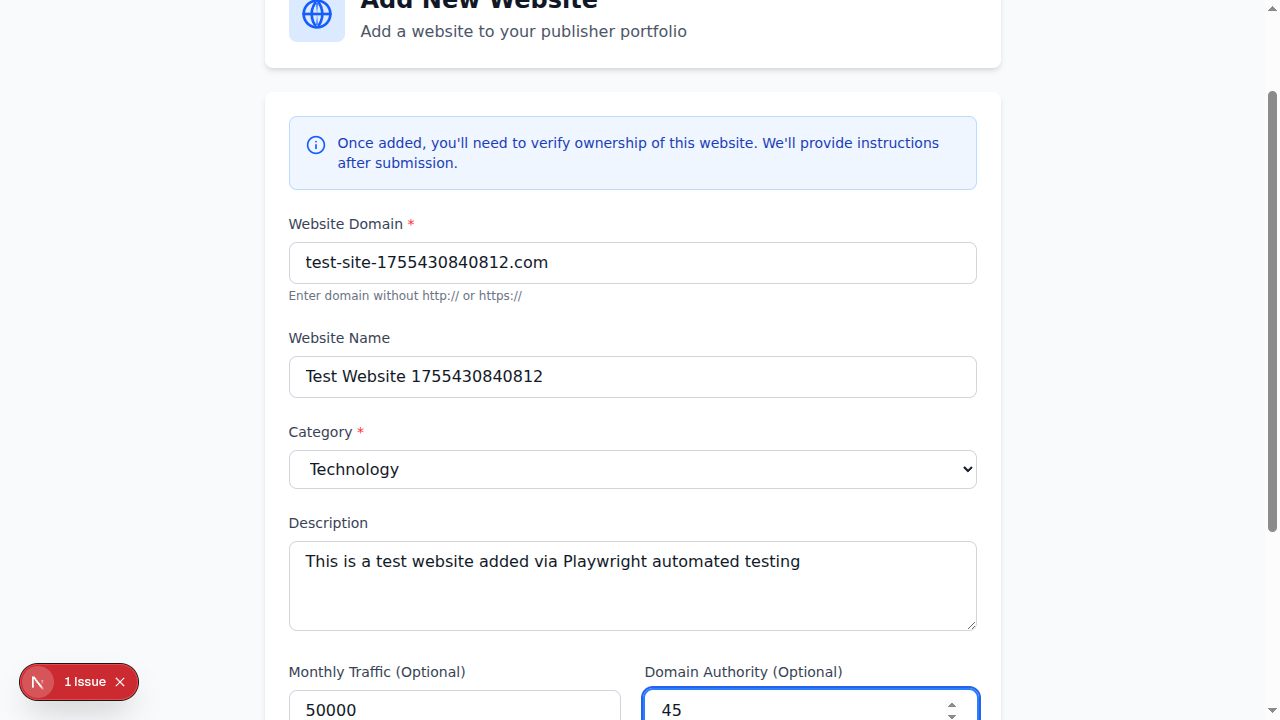 Add New Website
Add a website to your publisher portfolio
Once added, you'll need to verify ownership of this website. We'll provide instructions
after submission.
Website Domain *
test-site-1755430840812.com
Enter domain without http:// or https://
Website Name
Test Website 1755430840812
Category *
Technology
Description
This is a test website added via Playwright automated testing
Monthly Traffic (Optional)
Domain Authority (Optional)
50000
45
N
1 Issue